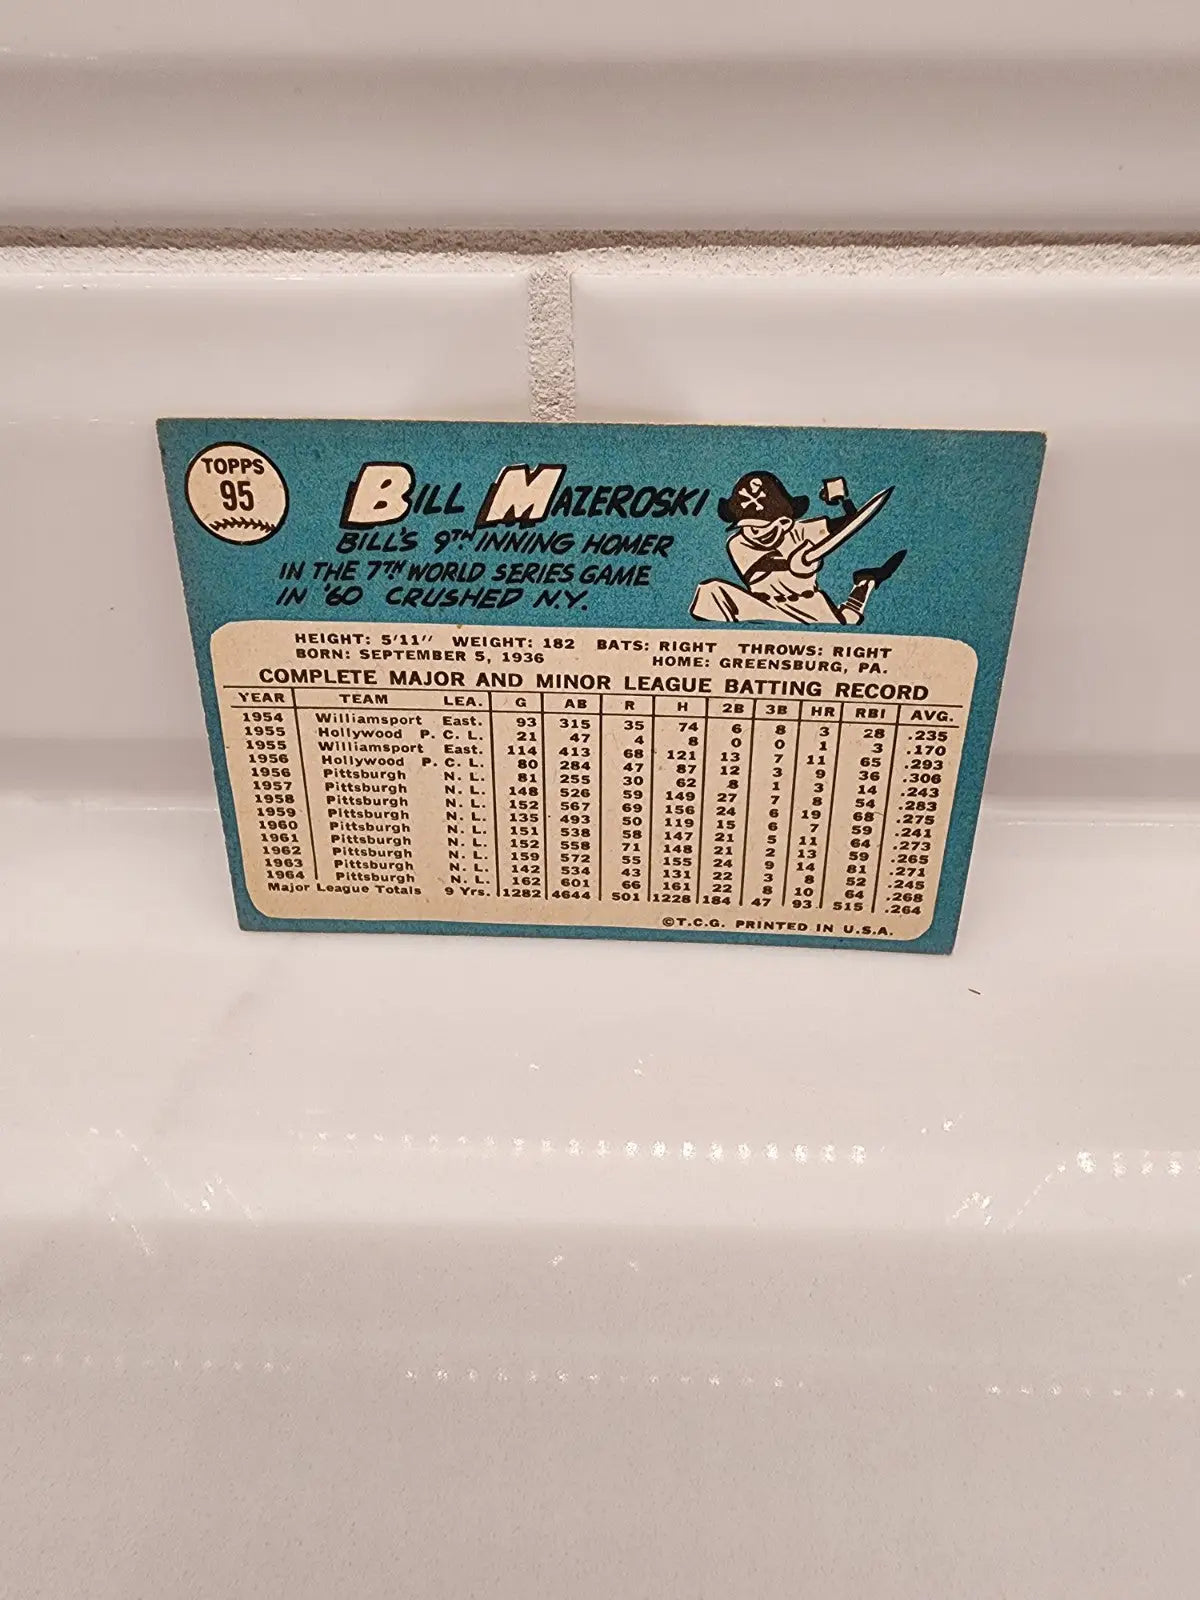 TOPPS
95
BILL MAZEROSKI
BILL'S 9TH INNING HOMER
IN THE 7TH WORLD SERIES GAME
IN '60 CRUSHED N.Y.
HEIGHT: 5'11" WEIGHT: 182 BATS: RIGHT THROWS: RIGHT
BORN: SEPTEMBER 5, 1936 HOME: GREENSBURG, PA.
COMPLETE MAJOR AND MINOR LEAGUE BATTING RECORD
YEAR TEAM LEA. G AB R H 2B 3B HR RBI AVG.
1954 Williamsport East. 93 315 35 74 6 8 3 28 .235
1955 Hollywood P. C. L. 21 47 4 8 0 0 1 3 .170
1955 Williamsport East. 114 413 68 121 13 7 11 65 .293
1956 Hollywood P. C. L. 80 284 47 87 12 3 9 36 .306
1956 Pittsburgh N. L. 81 255 30 62 8 1 3 14 .243
1957 Pittsburgh N. L. 148 526 59 149 27 7 8 54 .283
1958 Pittsburgh N. L. 152 567 69 156 24 6 19 68 .275
1959 Pittsburgh N. L. 135 493 50 119 15 6 7 59 .241
1960 Pittsburgh N. L. 151 538 58 147 21 5 11 64 .273
1961 Pittsburgh N. L. 152 558 71 148 21 2 13 59 .265
1962 Pittsburgh N. L. 159 572 55 155 24 9 14 81 .271
1963 Pittsburgh N. L. 142 534 43 131 22 3 8 52 .245
1964 Pittsburgh N. L. 162 601 66 161 22 8 10 64 .268
Major League Totals 9 Yrs. 1282 4644 501 1228 184 47 93 515 .264
©T.C.G. PRINTED IN U.S.A.